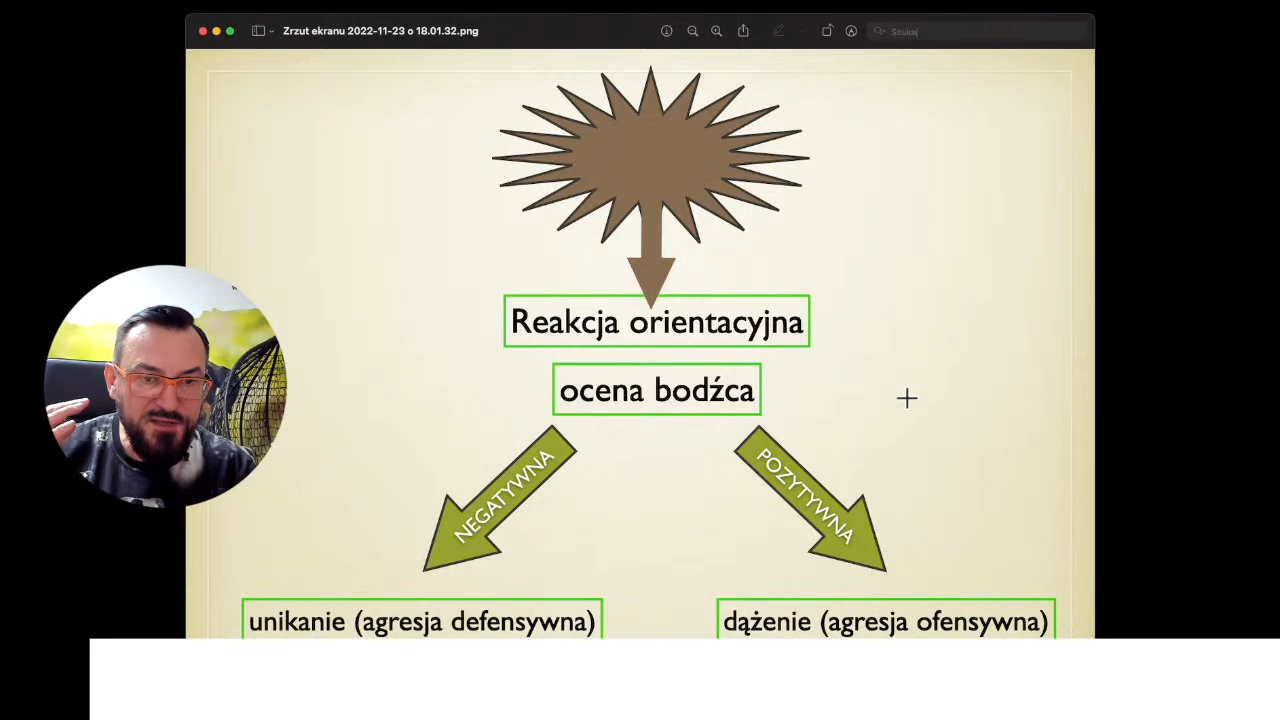 Zrzut ekranu 2022-11-23 o 18.01.32.png
Szukaj
Reakcja orientacyjna
ocena bodźca
NEGATYWNA
POZYTYWNA
unikanie (agresja defensywna)
dążenie (agresja ofensywna)